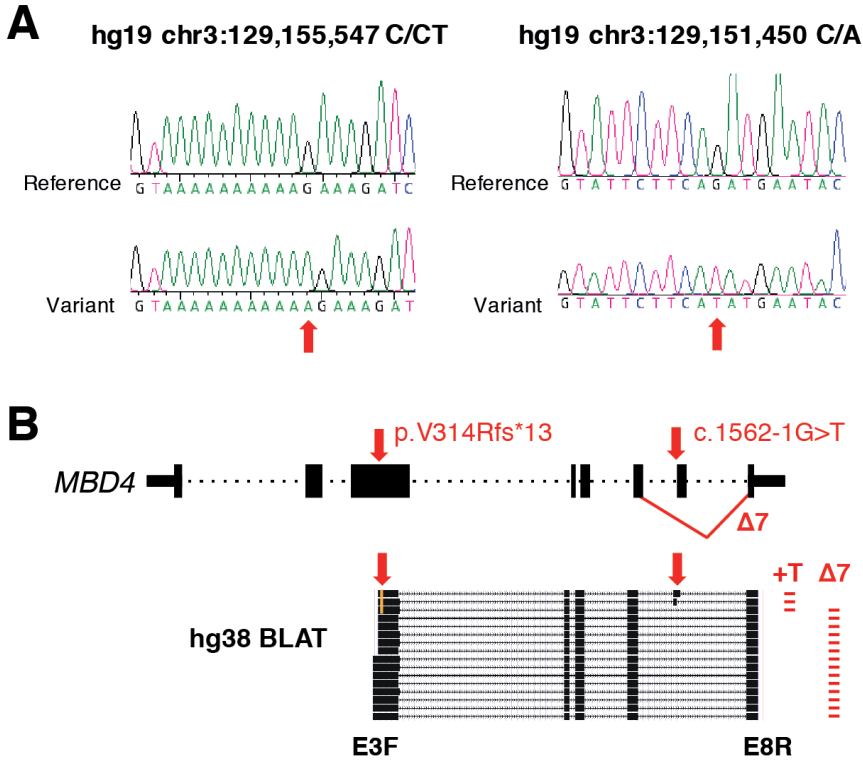 A
hg19 chr3:129,155,547 C/CT
hg19 chr3:129,151,450 C/A
Reference
G T A A A A A A A A A A G A A A G A T C
Reference
G T A T T C T T C A G A T G A A T A C
Variant
G T A A A A A A A A A A A G A A A G A T
Variant
G T A T T C T T C A T A T G A A T A C
B
p.V314Rfs*13
c.1562-1G>T
MBD4
Δ7
+T Δ7
hg38 BLAT
E3F
E8R